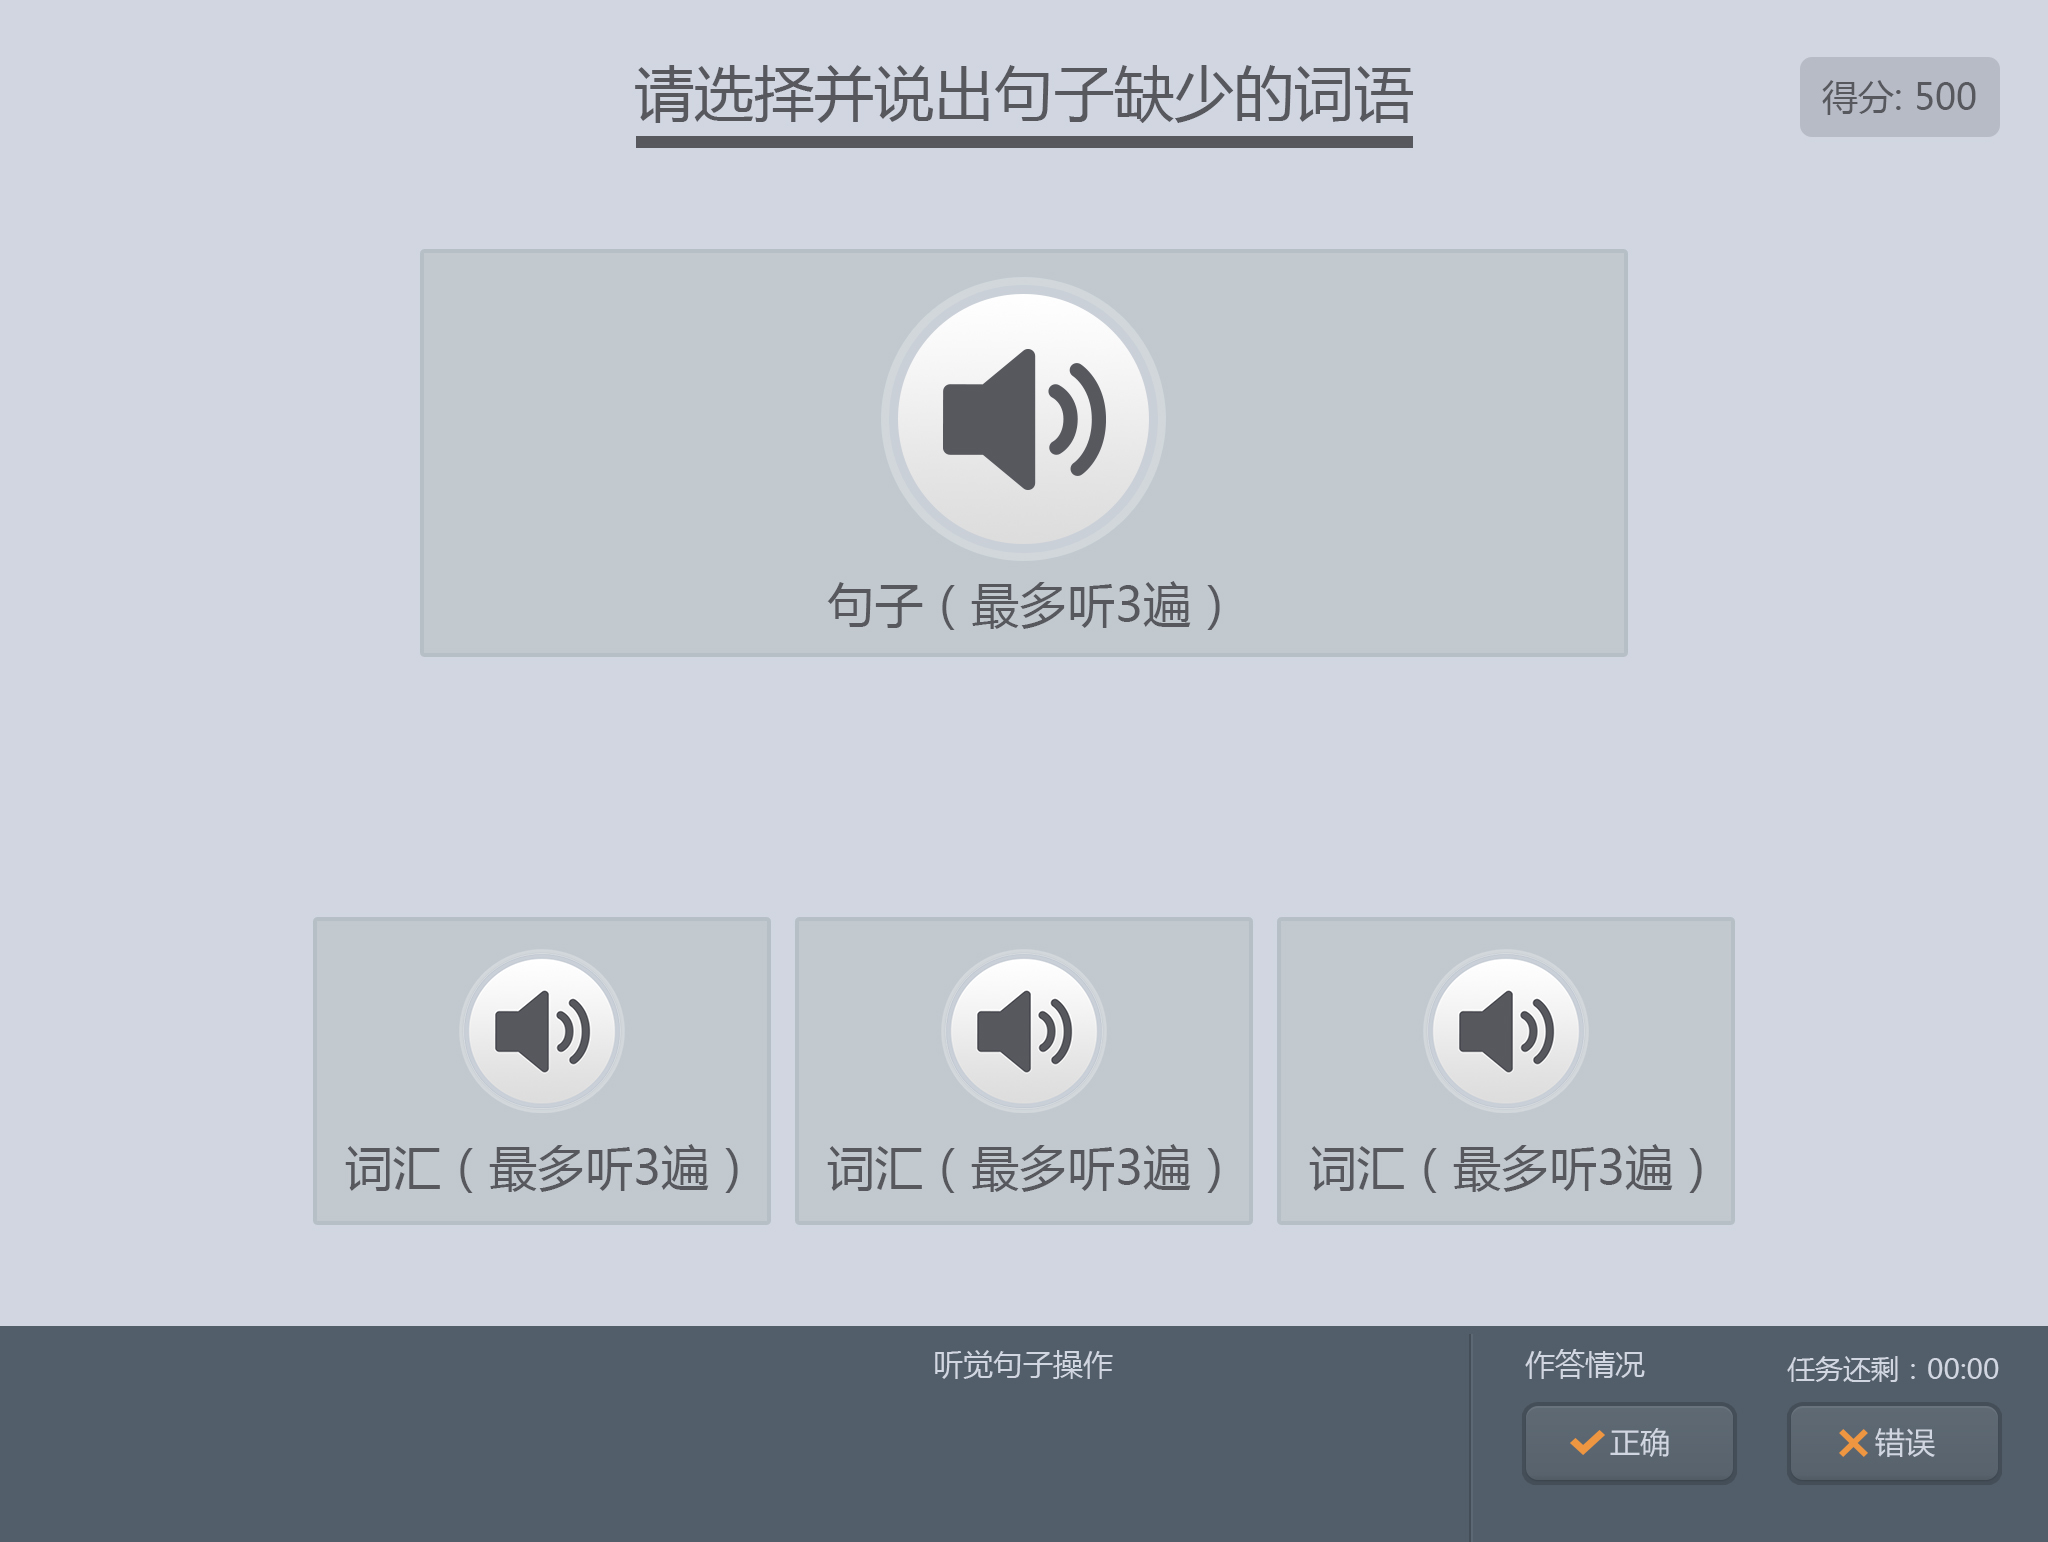 请选择并说出句子缺少的词语
得分: 500
句子（最多听3遍）
词汇（最多听3遍）
词汇（最多听3遍）
词汇（最多听3遍）
听觉句子操作
作答情况
任务还剩：00:00
正确
错误